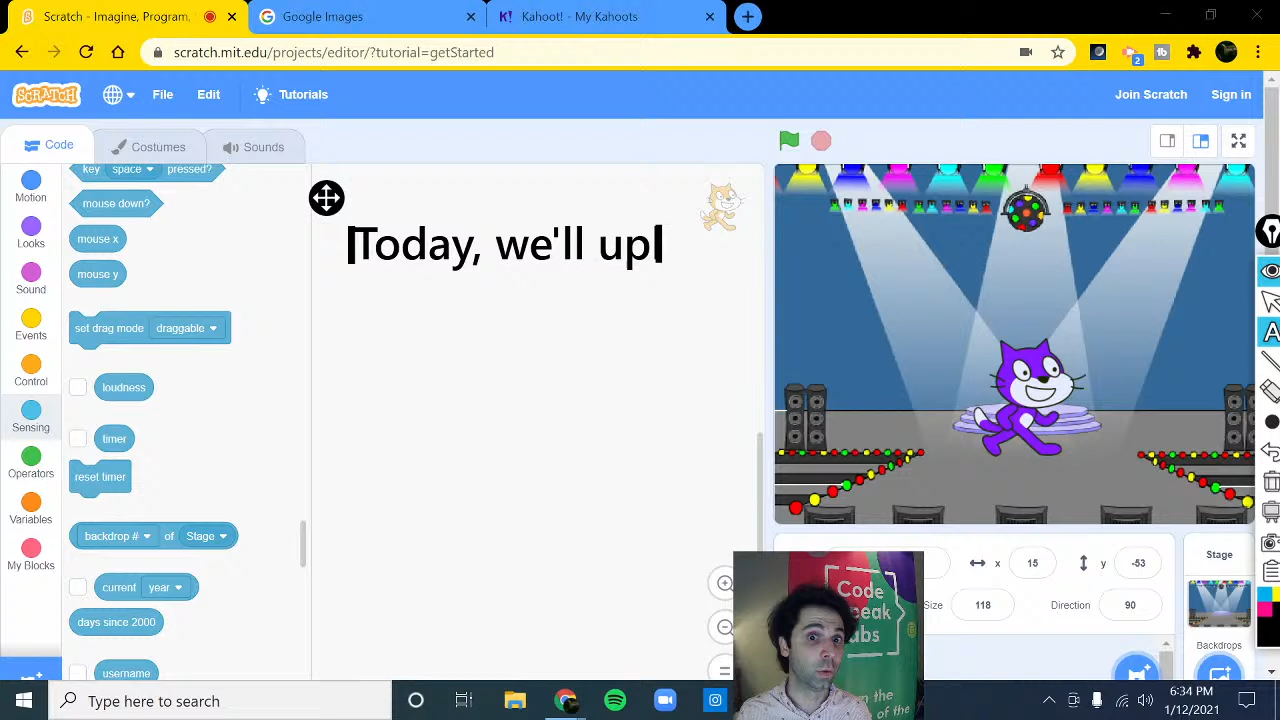 Scratch - Imagine, Program,
Google Images
Kahoot! - My Kahoots
scratch.mit.edu/projects/editor/?tutorial=getStarted
2
SCRATCH
File
Edit
Tutorials
Join Scratch
Sign in
Code
Costumes
Sounds
Motion
Looks
Sound
Events
Control
Sensing
Operators
Variables
My Blocks
key space pressed?
mouse down?
mouse x
mouse y
set drag mode draggable
loudness
timer
reset timer
backdrop # of Stage
current year
days since 2000
username
Today, we'll upl
x 15 y -53
Size 118 Direction 90
Stage
Backdrops
Code
Type here to search
6:34 PM
1/12/2021